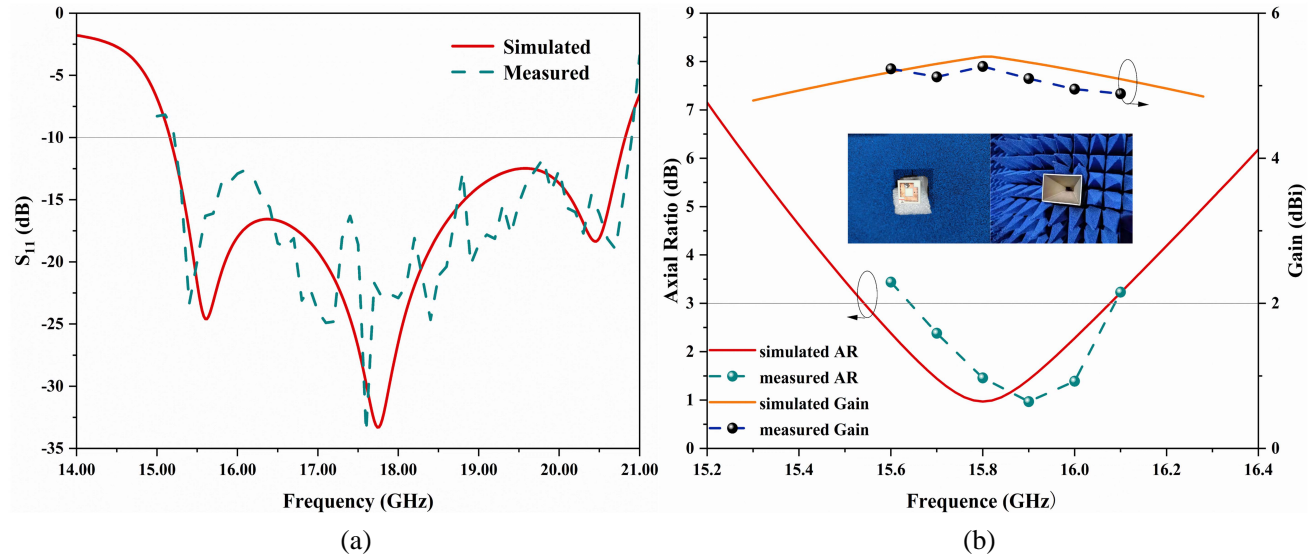 0
-5
-10
-15
-20
-25
-30
-35
S11 (dB)
Simulated
Measured
14.00 15.00 16.00 17.00 18.00 19.00 20.00 21.00
Frequency (GHz)
(a)
9
8
7
6
5
4
3
2
1
0
Axial Ratio (dB)
simulated AR
measured AR
simulated Gain
measured Gain
6
4
2
0
Gain (dBi)
15.2 15.4 15.6 15.8 16.0 16.2 16.4
Frequence (GHz)
(b)